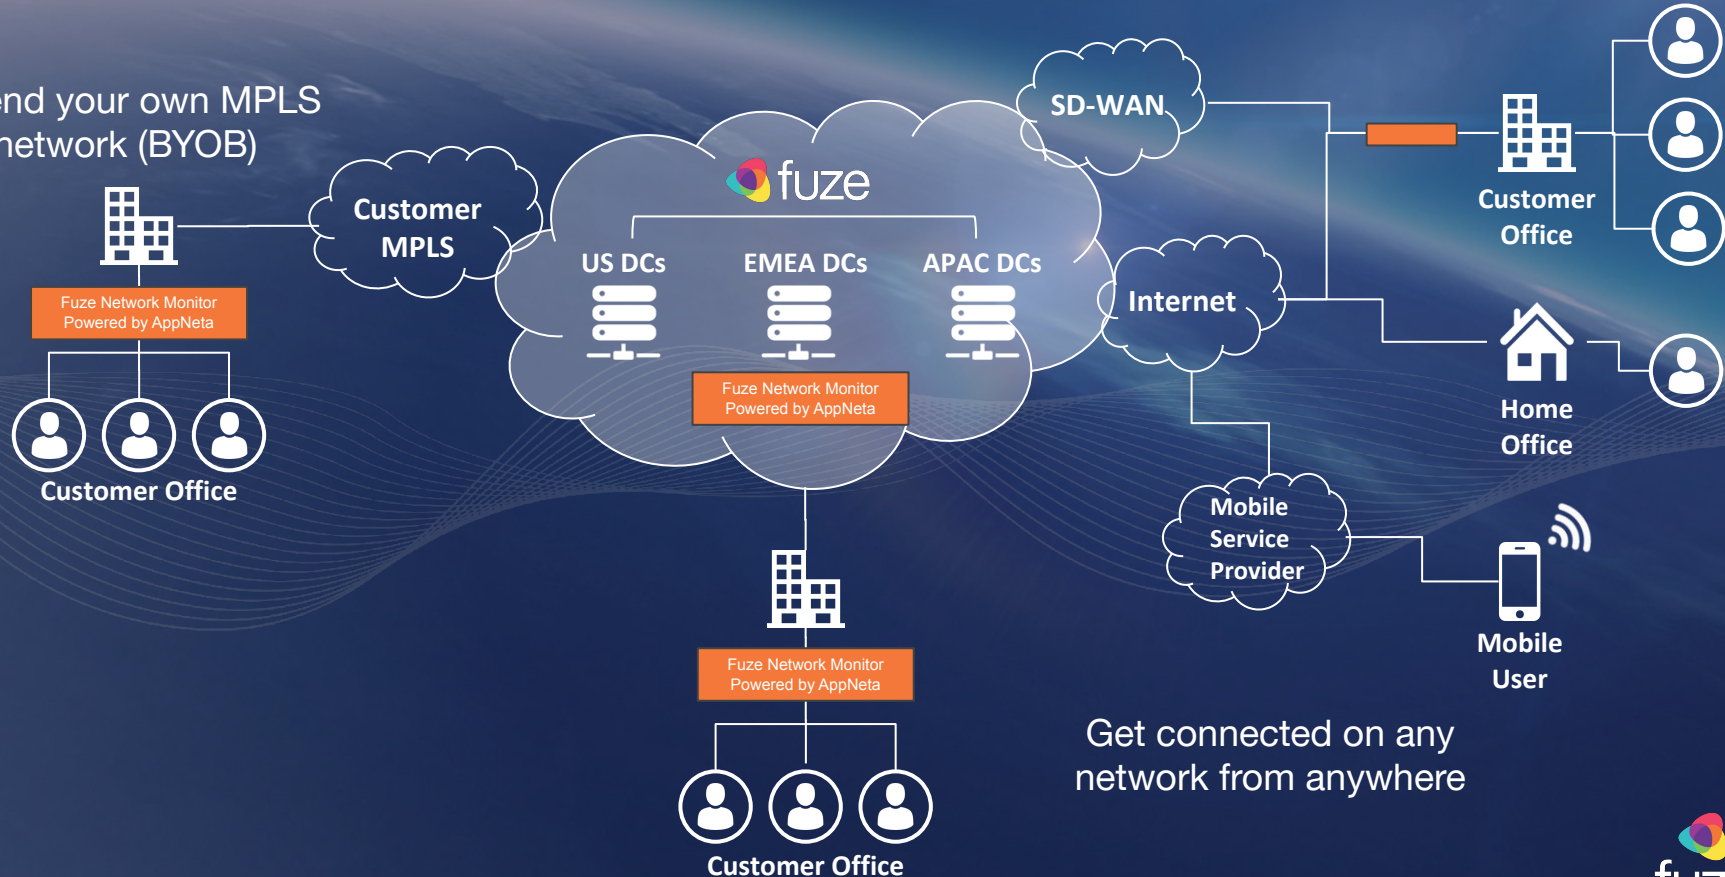 end your own MPLS
network (BYOB)
Customer
MPLS
Fuze Network Monitor
Powered by AppNeta
Customer Office
fuze
US DCs
EMEA DCs
APAC DCs
Fuze Network Monitor
Powered by AppNeta
Fuze Network Monitor
Powered by AppNeta
Customer Office
SD-WAN
Internet
Mobile
Service
Provider
Customer
Office
Home
Office
Mobile
User
Get connected on any
network from anywhere